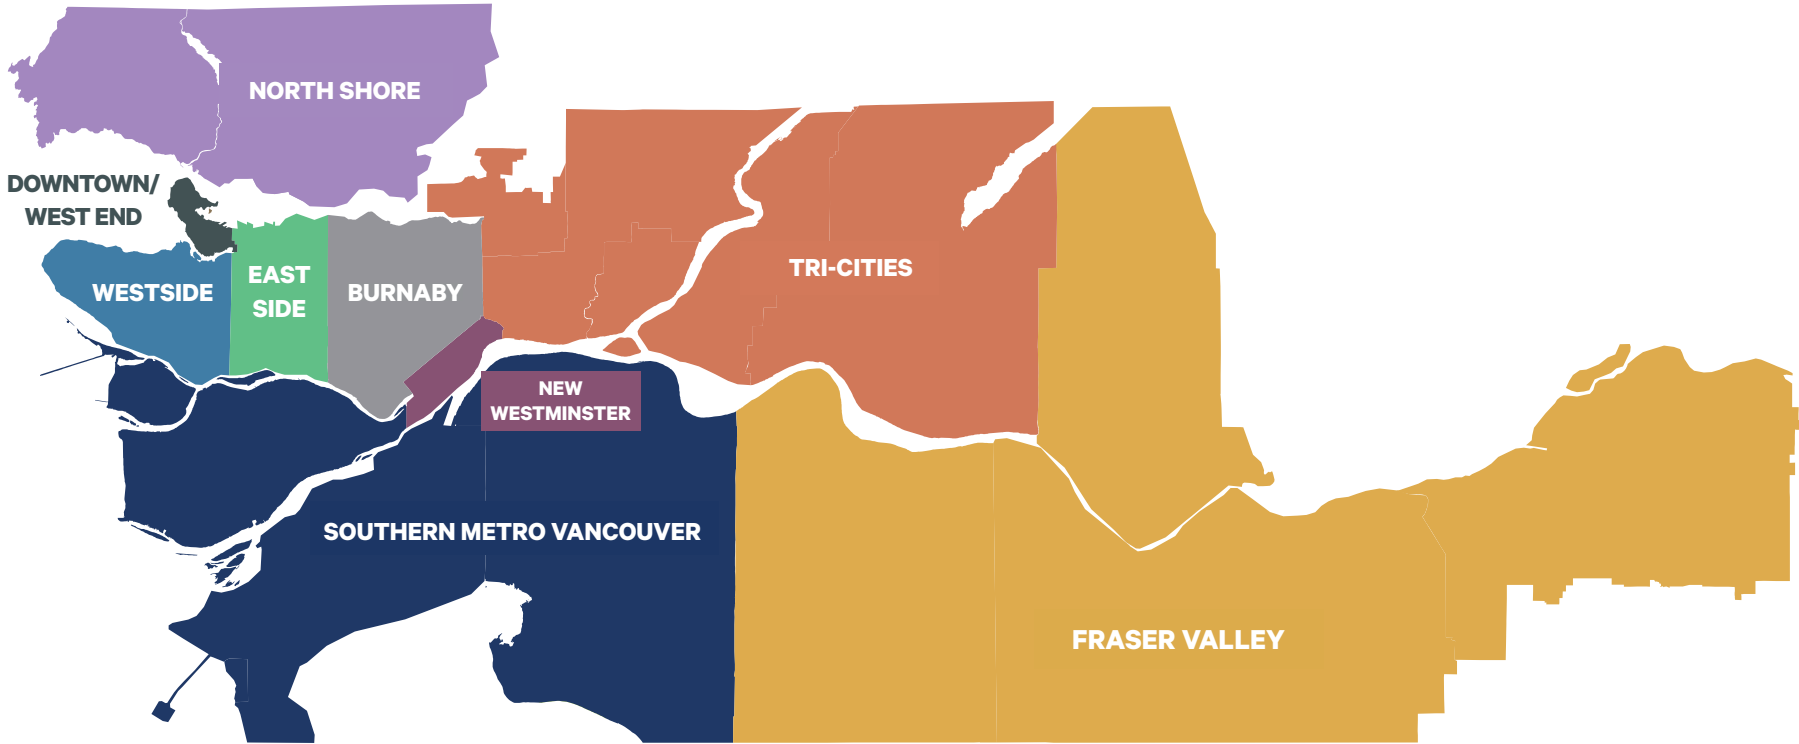 NORTH SHORE
DOWNTOWN/
WEST END
WESTSIDE
EAST
SIDE
BURNABY
TRI-CITIES
NEW
WESTMINSTER
SOUTHERN METRO VANCOUVER
FRASER VALLEY